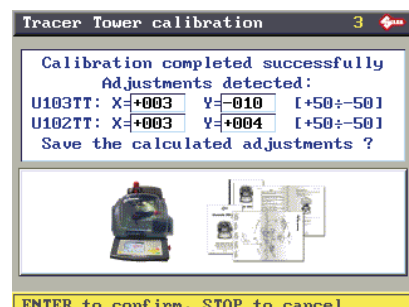 Tracer Tower calibration 3 SILCA
Calibration completed successfully
Adjustments detected:
U103TT: X=+003 Y=-010 [+50÷-50]
U102TT: X=+003 Y=+004 [+50÷-50]
Save the calculated adjustments ?
ENTER to confirm, STOP to cancel